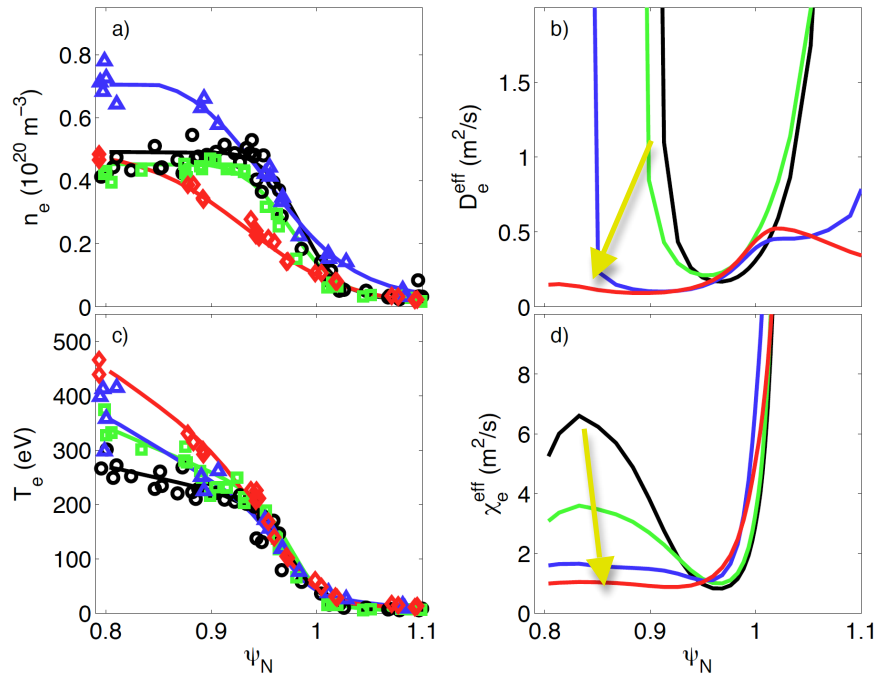 a)
0.8
0.6
0.4
0.2
0
n_e (10^20 m^-3)
b)
1.5
1
0.5
0
D_e^eff (m^2/s)
c)
500
400
300
200
100
0
T_e (eV)
0.8 0.9 1 1.1
ψ_N
d)
8
6
4
2
0
χ_e^eff (m^2/s)
0.8 0.9 1 1.1
ψ_N